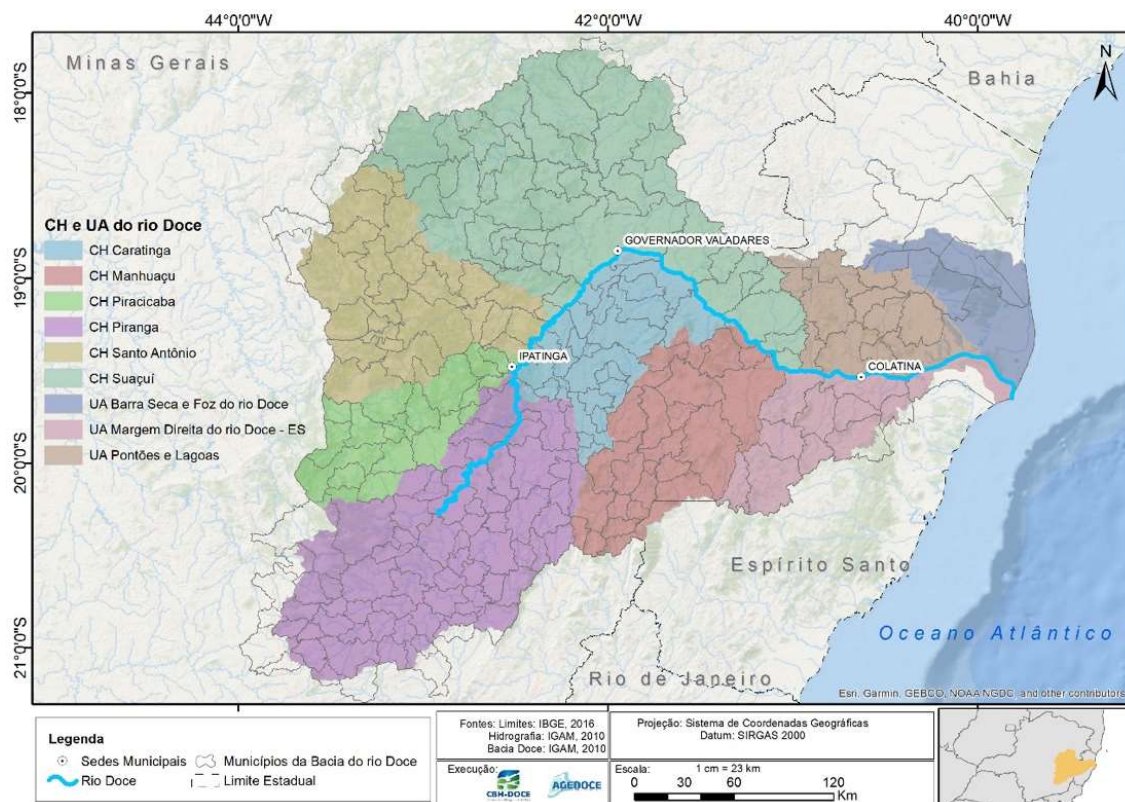 44°0'0"W 42°0'0"W 40°0'0"W
Minas Gerais
Bahia
N
18°0'0"S
19°0'0"S
20°0'0"S
21°0'0"S
CH e UA do rio Doce
CH Caratinga
CH Manhuaçu
CH Piracicaba
CH Piranga
CH Santo Antônio
CH Suaçuí
UA Barra Seca e Foz do rio Doce
UA Margem Direita do rio Doce - ES
UA Pontões e Lagoas
GOVERNADOR VALADARES
IPATINGA
COLATINA
Espírito Santo
Oceano Atlântico
Rio de Janeiro
Esri, Garmin, GEBCO, NOAA NGDC, and other contributors
Legenda
Sedes Municipais
Municípios da Bacia do rio Doce
Rio Doce
Limite Estadual
Fontes: Limites: IBGE, 2016
Hidrografia: IGAM, 2010
Bacia Doce: IGAM, 2010
Execução:
CBH-DOCE
AGEDOCE
Projeção: Sistema de Coordenadas Geográficas
Datum: SIRGAS 2000
Escala: 1 cm = 23 km
0 30 60 120
Km